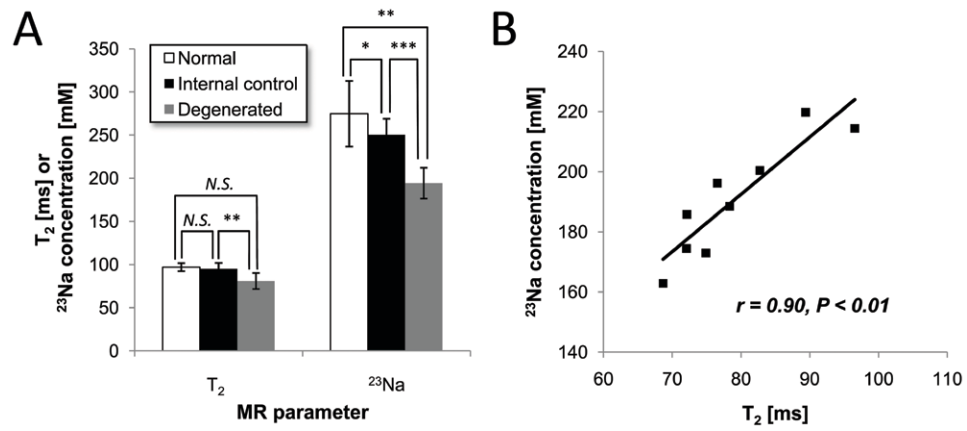 A
T₂ [ms] or
²³Na concentration [mM]
350
300
250
200
150
100
50
0
Normal
Internal control
Degenerated
N.S.
N.S.
**
**
*
***
T₂
²³Na
MR parameter
B
²³Na concentration [mM]
240
220
200
180
160
140
r = 0.90, P < 0.01
60
70
80
90
100
110
T₂ [ms]